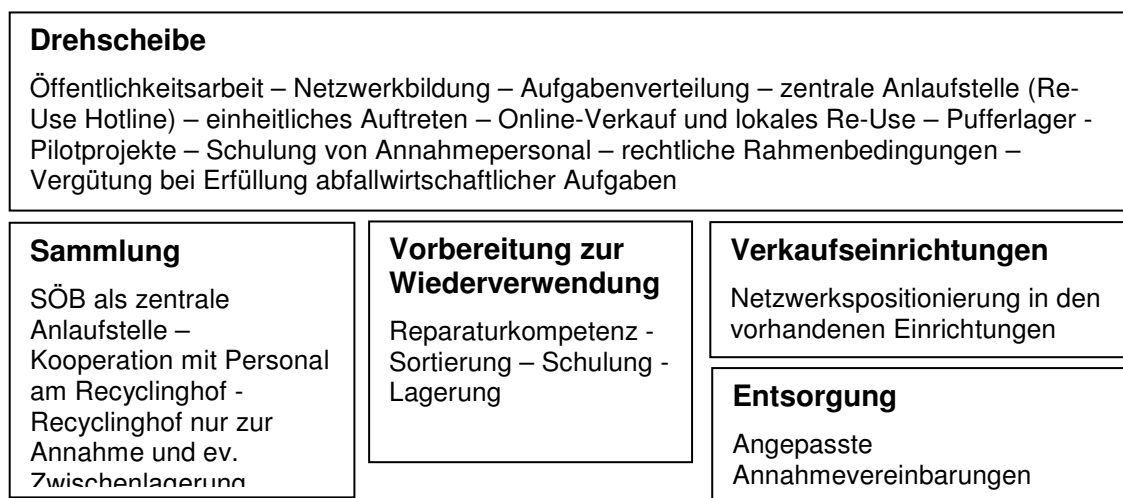 Drehscheibe
Öffentlichkeitsarbeit – Netzwerkbildung – Aufgabenverteilung – zentrale Anlaufstelle (Re-
Use Hotline) – einheitliches Auftreten – Online-Verkauf und lokales Re-Use – Pufferlager -
Pilotprojekte – Schulung von Annahmepersonal – rechtliche Rahmenbedingungen –
Vergütung bei Erfüllung abfallwirtschaftlicher Aufgaben
Sammlung
SÖB als zentrale
Anlaufstelle –
Kooperation mit Personal
am Recyclinghof -
Recyclinghof nur zur
Annahme und ev.
Zwischenlagerung
Vorbereitung zur
Wiederverwendung
Reparaturkompetenz -
Sortierung – Schulung -
Lagerung
Verkaufseinrichtungen
Netzwerkspositionierung in den
vorhandenen Einrichtungen
Entsorgung
Angepasste
Annahmevereinbarungen